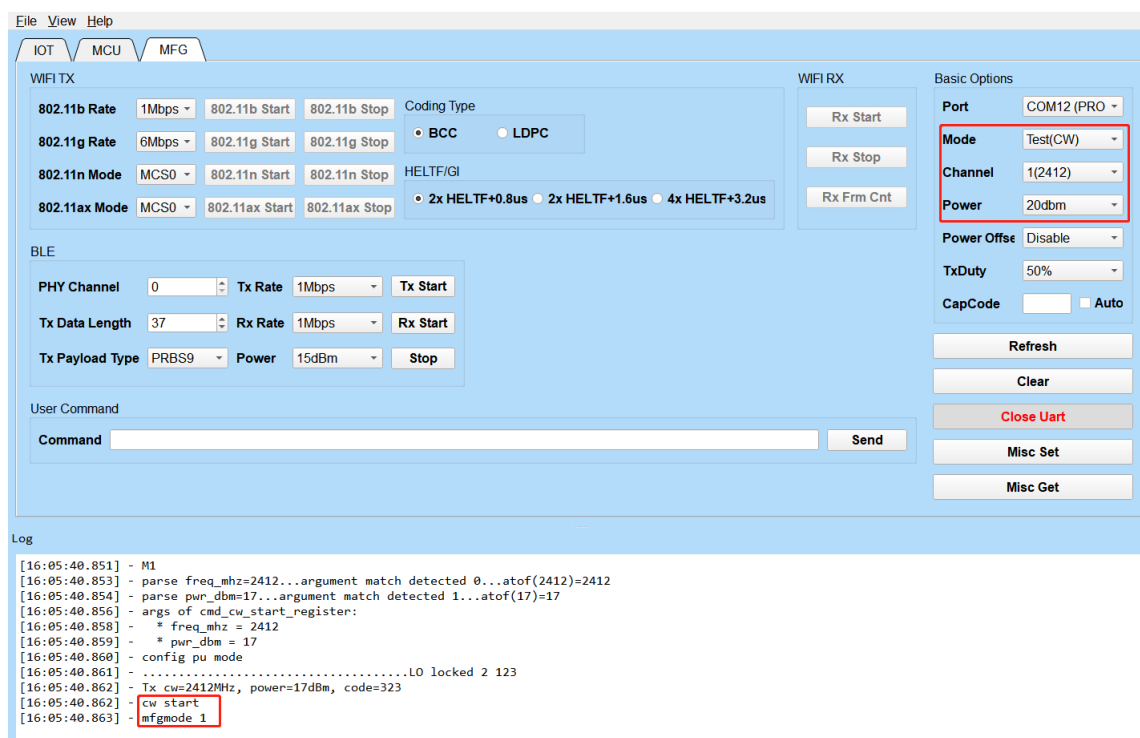 File View Help
IOT MCU MFG
WIFI TX
802.11b Rate 1Mbps 802.11b Start 802.11b Stop
802.11g Rate 6Mbps 802.11g Start 802.11g Stop
802.11n Mode MCS0 802.11n Start 802.11n Stop
802.11ax Mode MCS0 802.11ax Start 802.11ax Stop
Coding Type
BCC LDPC
HELTF/GI
2x HELTF+0.8us 2x HELTF+1.6us 4x HELTF+3.2us
WIFI RX
Rx Start
Rx Stop
Rx Frm Cnt
Basic Options
Port COM12 (PRO
Mode Test(CW)
Channel 1(2412)
Power 20dbm
Power Offse Disable
TxDuty 50%
CapCode Auto
Refresh
Clear
Close Uart
Misc Set
Misc Get
BLE
PHY Channel 0 Tx Rate 1Mbps Tx Start
Tx Data Length 37 Rx Rate 1Mbps Rx Start
Tx Payload Type PRBS9 Power 15dBm Stop
User Command
Command Send
Log
[16:05:40.851] - M1
[16:05:40.853] - parse freq_mhz=2412...argument match detected 0...atof(2412)=2412
[16:05:40.854] - parse pwr_dbm=17...argument match detected 1...atof(17)=17
[16:05:40.856] - args of cmd_cw_start_register:
[16:05:40.858] - * freq_mhz = 2412
[16:05:40.859] - * pwr_dbm = 17
[16:05:40.860] - config pu mode
[16:05:40.861] - ....................................LO locked 2 123
[16:05:40.862] - Tx cw=2412MHz, power=17dBm, code=323
[16:05:40.862] - cw start
[16:05:40.863] - mfgmode 1